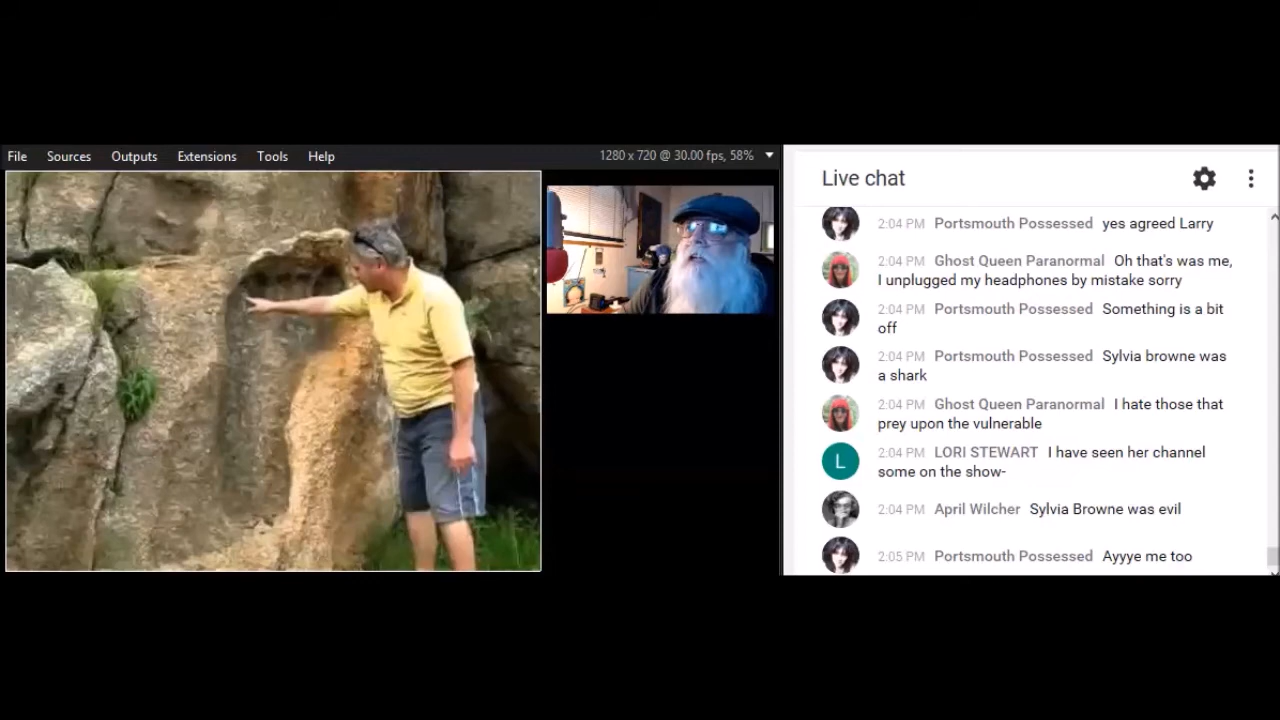 File Sources Outputs Extensions Tools Help 1280 x 720 @ 30.00 fps, 58%
Live chat
2:04 PM Portsmouth Possessed yes agreed Larry
2:04 PM Ghost Queen Paranormal Oh that's was me,
I unplugged my headphones by mistake sorry
2:04 PM Portsmouth Possessed Something is a bit
off
2:04 PM Portsmouth Possessed Sylvia browne was
a shark
2:04 PM Ghost Queen Paranormal I hate those that
prey upon the vulnerable
L 2:04 PM LORI STEWART I have seen her channel
some on the show-
2:04 PM April Wilcher Sylvia Browne was evil
2:05 PM Portsmouth Possessed Ayyye me too